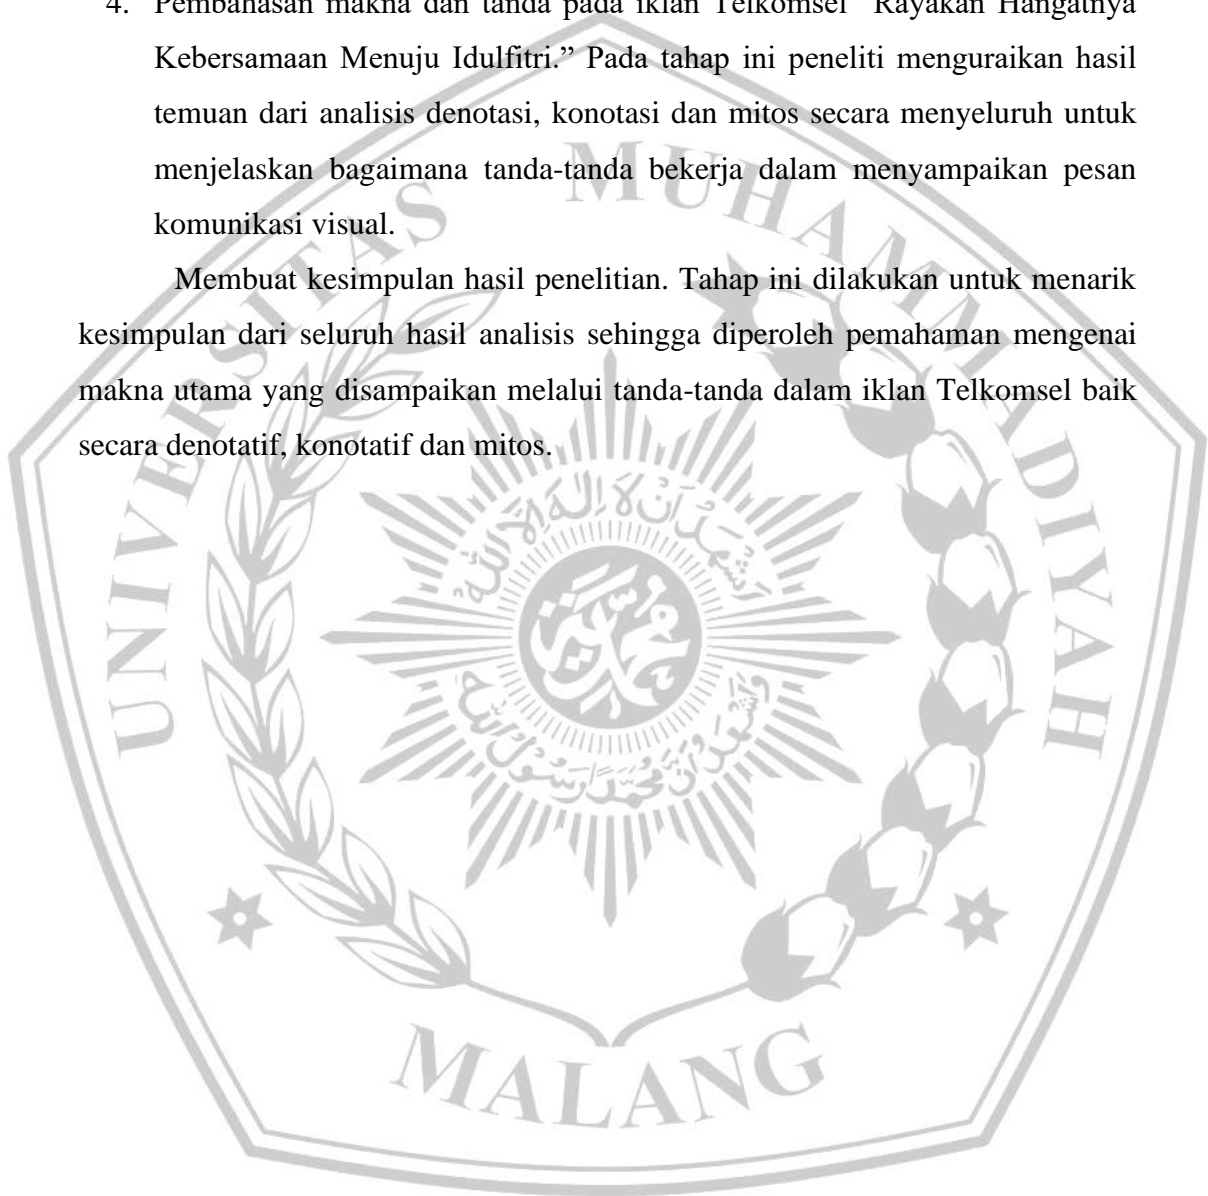 4. Pembahasan makna dan tanda pada iklan Telkomsel "Rayakan Hangatnya
Kebersamaan Menuju Idulfitri.” Pada tahap ini peneliti menguraikan hasil
temuan dari analisis denotasi, konotasi dan mitos secara menyeluruh untuk
menjelaskan bagaimana tanda-tanda bekerja dalam menyampaikan pesan
komunikasi visual.
Membuat kesimpulan hasil penelitian. Tahap ini dilakukan untuk menarik
kesimpulan dari seluruh hasil analisis sehingga diperoleh pemahaman mengenai
makna utama yang disampaikan melalui tanda-tanda dalam iklan Telkomsel baik
secara denotatif, konotatif dan mitos.
UNIVERSITAS MUHAMMADIYAH
MALANG